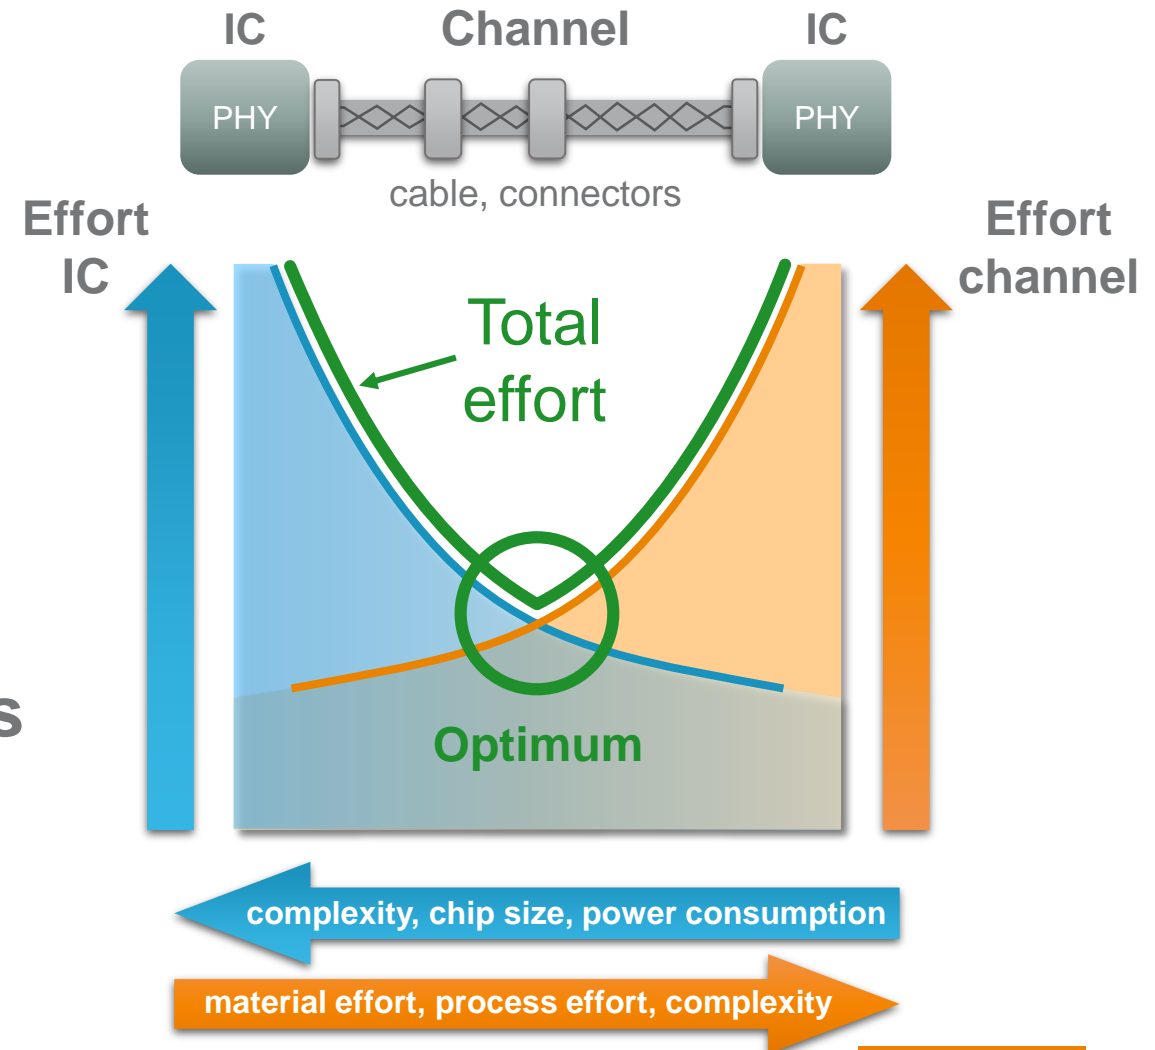 IC
Channel
IC
PHY
PHY
cable, connectors
Effort
IC
Effort
channel
Total
effort
s
Optimum
complexity, chip size, power consumption
material effort, process effort, complexity